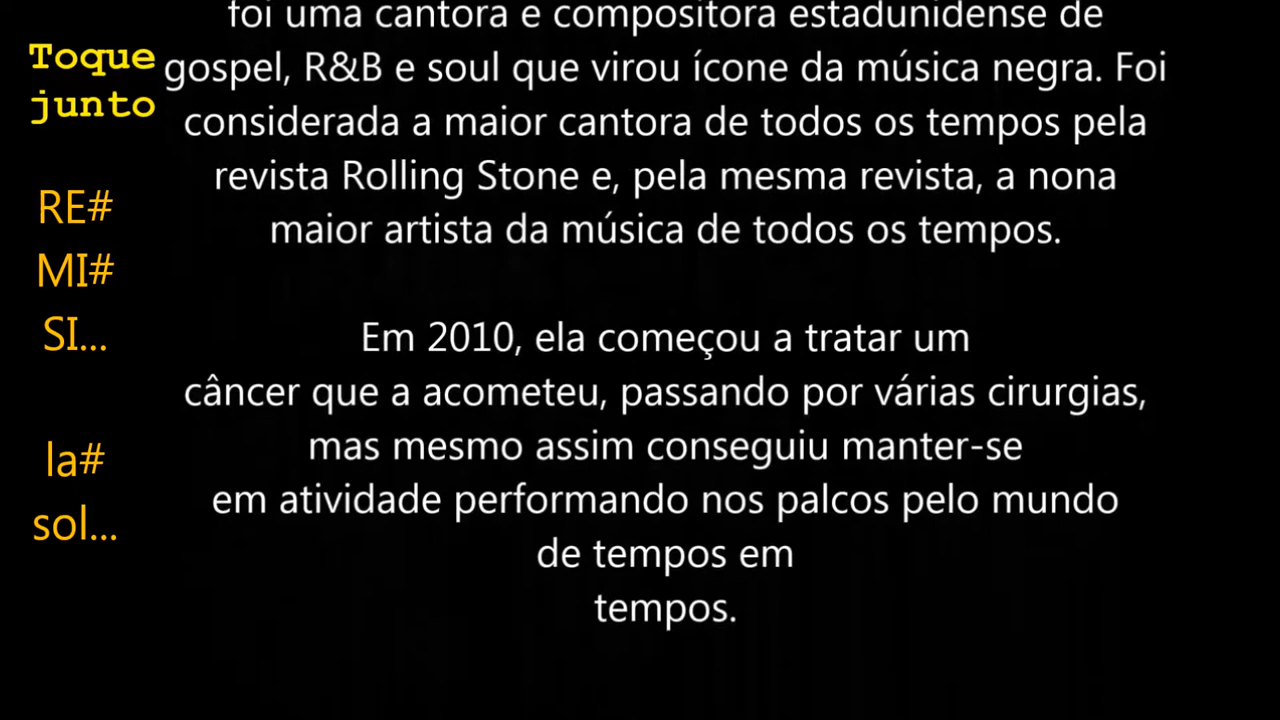 Toque
junto
RE#
MI#
SI...
la#
sol...
foi uma cantora e compositora estadunidense de
gospel, R&B e soul que virou ícone da música negra. Foi
considerada a maior cantora de todos os tempos pela
revista Rolling Stone e, pela mesma revista, a nona
maior artista da música de todos os tempos.
Em 2010, ela começou a tratar um
câncer que a acometeu, passando por várias cirurgias,
mas mesmo assim conseguiu manter-se
em atividade performando nos palcos pelo mundo
de tempos em
tempos.